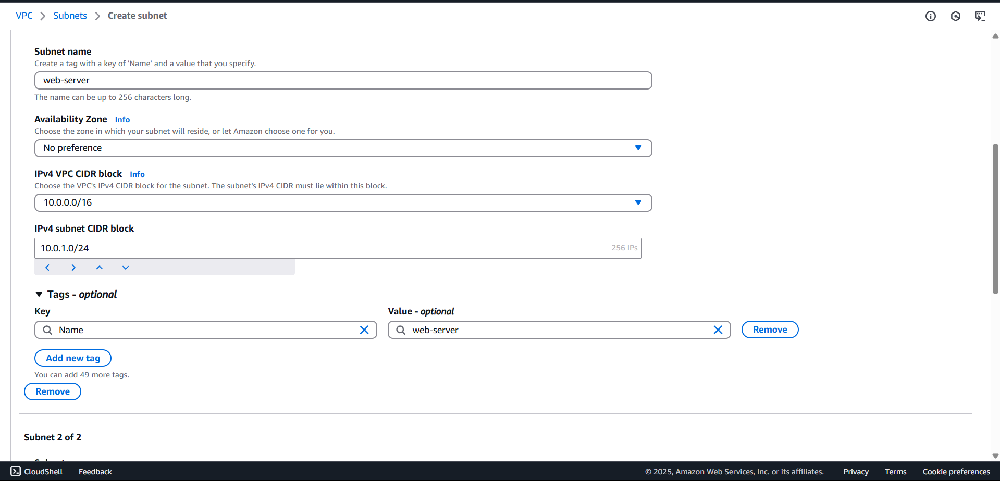 VPC > Subnets > Create subnet
Subnet name
Create a tag with a key of 'Name' and a value that you specify.
web-server
The name can be up to 256 characters long.
Availability Zone Info
Choose the zone in which your subnet will reside, or let Amazon choose one for you.
No preference
IPv4 VPC CIDR block Info
Choose the VPC's IPv4 CIDR block for the subnet. The subnet's IPv4 CIDR must lie within this block.
10.0.0.0/16
IPv4 subnet CIDR block
10.0.1.0/24 256 IPs
Tags - optional
Key Value - optional
Name web-server Remove
Add new tag
You can add 49 more tags.
Remove
Subnet 2 of 2
CloudShell Feedback © 2025, Amazon Web Services, Inc. or its affiliates. Privacy Terms Cookie preferences